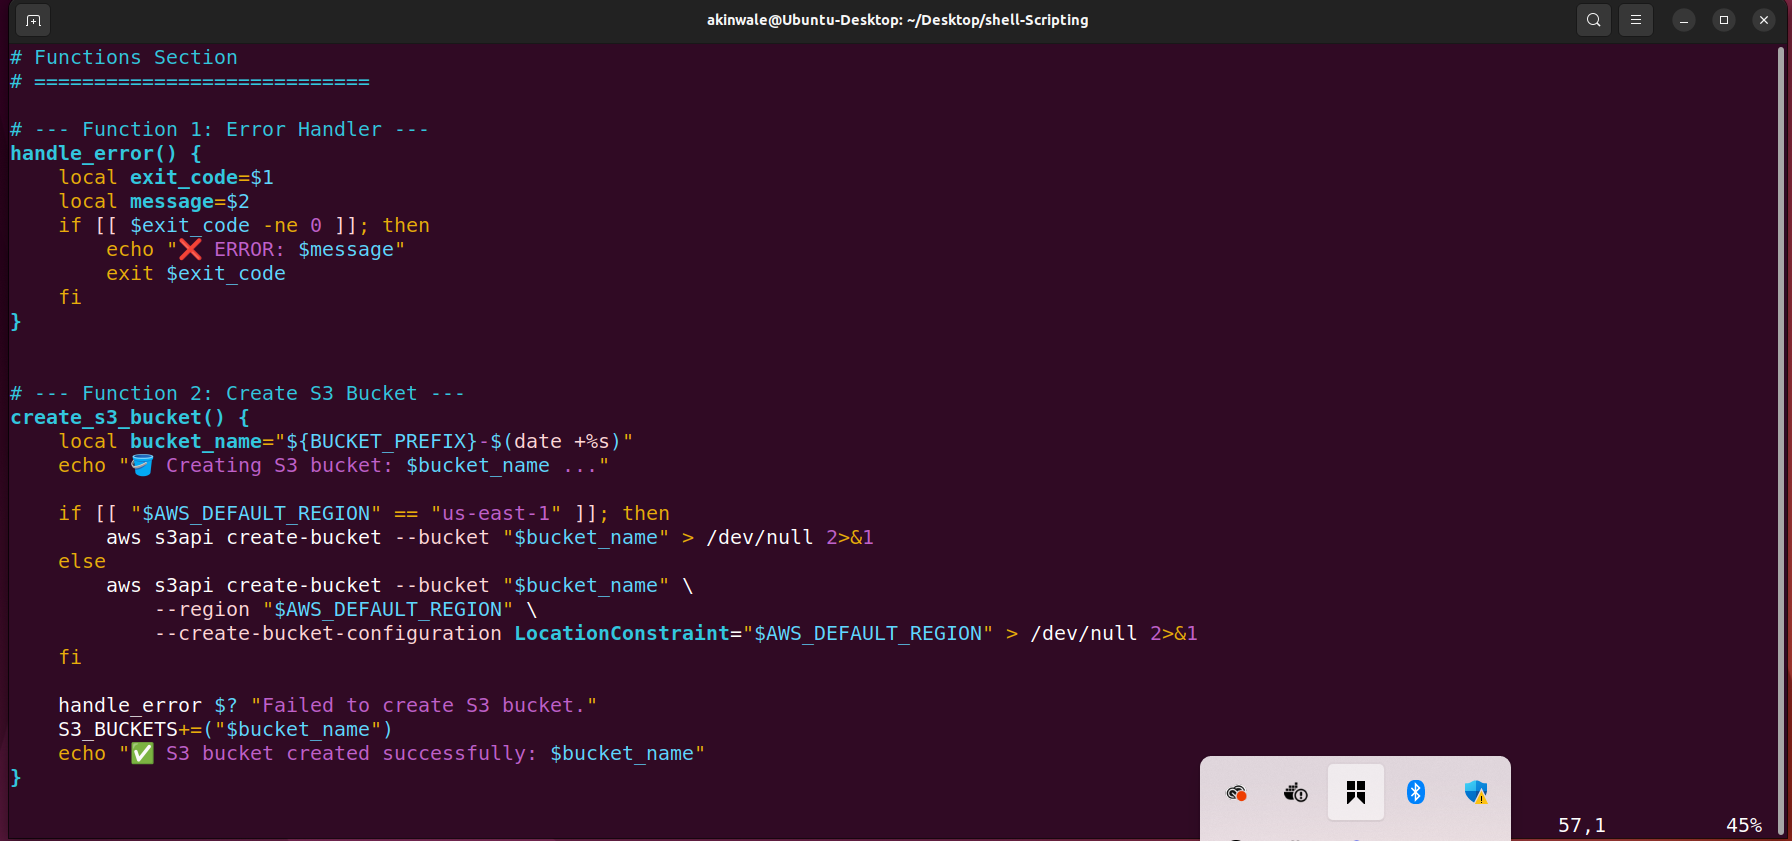 akinwale@Ubuntu-Desktop: ~/Desktop/shell-Scripting
# Functions Section
# ============================
# --- Function 1: Error Handler ---
handle_error() {
    local exit_code=$1
    local message=$2
    if [[ $exit_code -ne 0 ]]; then
        echo "❌ ERROR: $message"
        exit $exit_code
    fi
}
# --- Function 2: Create S3 Bucket ---
create_s3_bucket() {
    local bucket_name="${BUCKET_PREFIX}-$(date +%s)"
    echo "🪣 Creating S3 bucket: $bucket_name ..."
    if [[ "$AWS_DEFAULT_REGION" == "us-east-1" ]]; then
        aws s3api create-bucket --bucket "$bucket_name" > /dev/null 2>&1
    else
        aws s3api create-bucket --bucket "$bucket_name" \
            --region "$AWS_DEFAULT_REGION" \
            --create-bucket-configuration LocationConstraint="$AWS_DEFAULT_REGION" > /dev/null 2>&1
    fi
    handle_error $? "Failed to create S3 bucket."
    S3_BUCKETS+=("$bucket_name")
    echo "✅ S3 bucket created successfully: $bucket_name"
}
57,1 45%